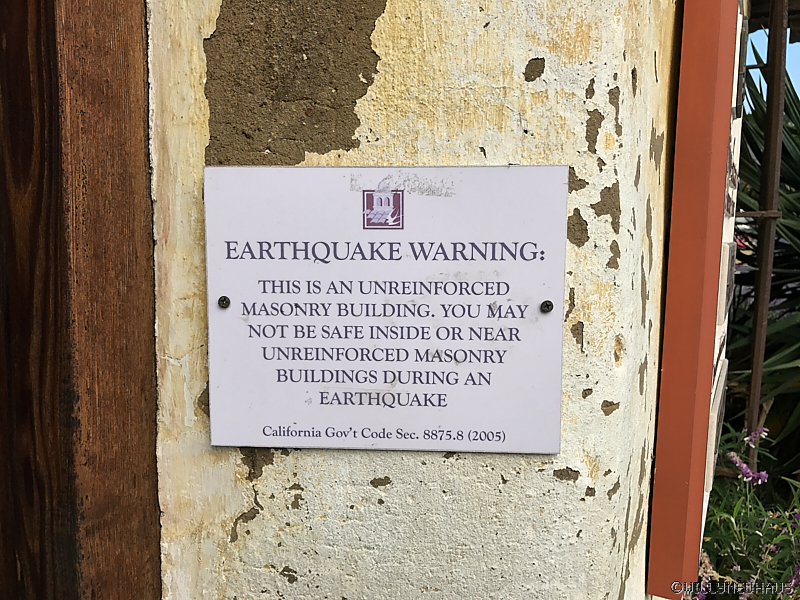 EARTHQUAKE WARNING:
THIS IS AN UNREINFORCED
MASONRY BUILDING. YOU MAY
NOT BE SAFE INSIDE OR NEAR
UNREINFORCED MASONRY
BUILDINGS DURING AN
EARTHQUAKE
California Gov't Code Sec. 8875.8 (2005)
©WILLYNEUHAUS